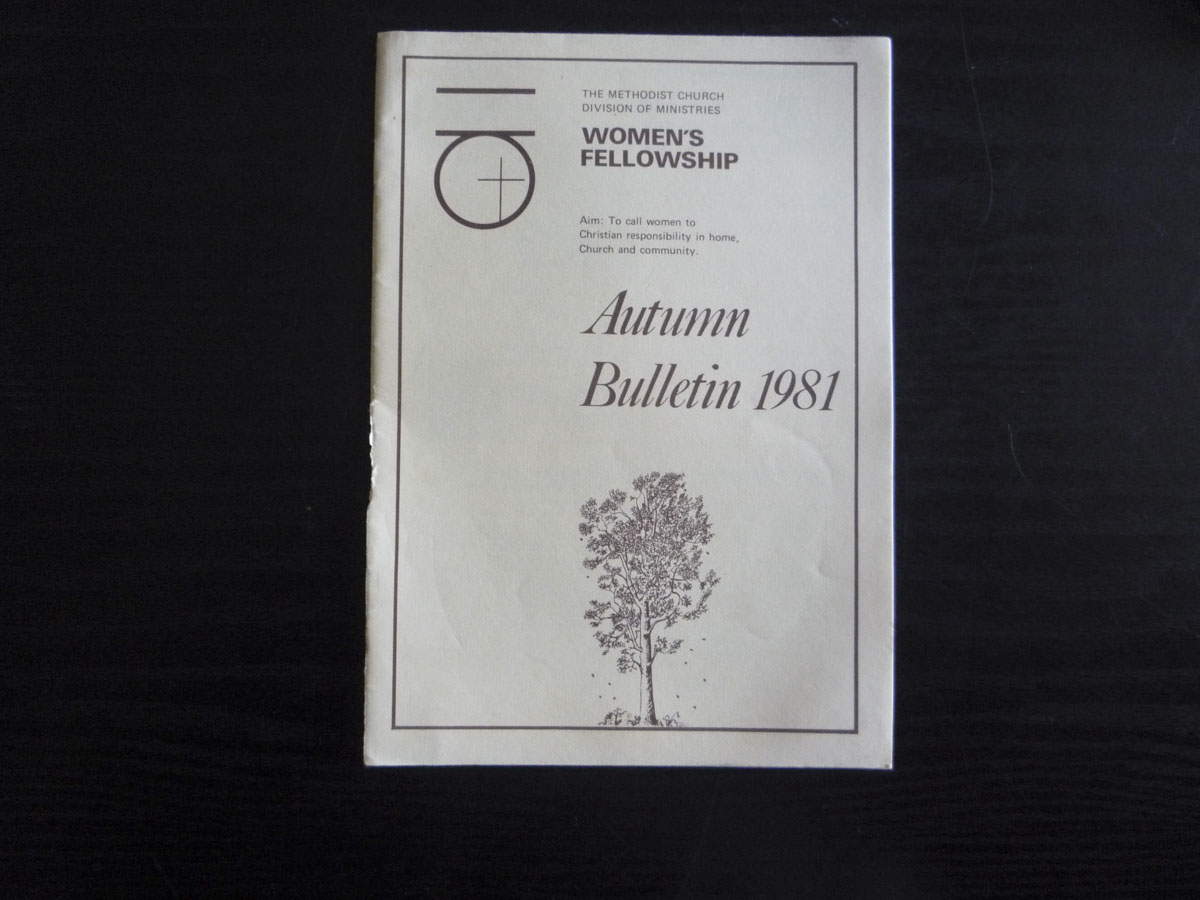 THE METHODIST CHURCH
DIVISION OF MINISTRIES
WOMEN'S
FELLOWSHIP
Aim: To call women to
Christian responsibility in home,
Church and community.
Autumn
Bulletin 1981